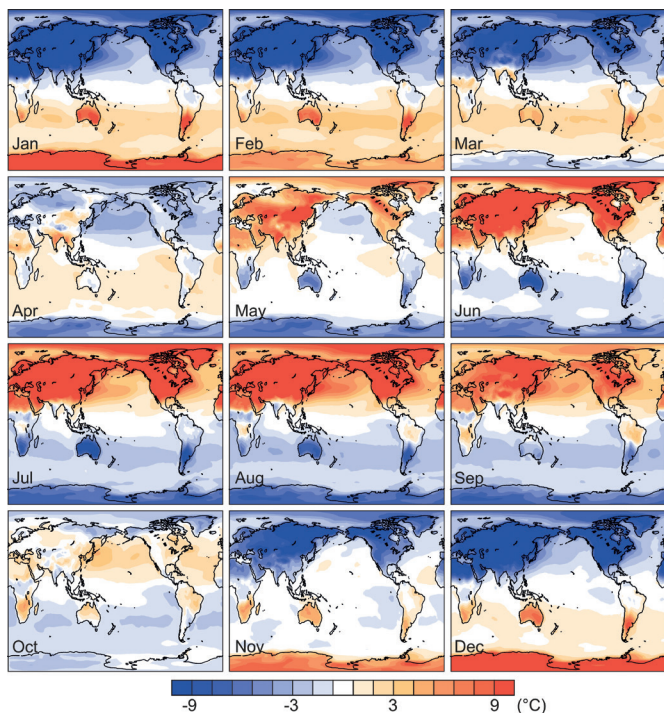 Jan Feb Mar
Apr May Jun
Jul Aug Sep
Oct Nov Dec
-9 -3 3 9 (°C)